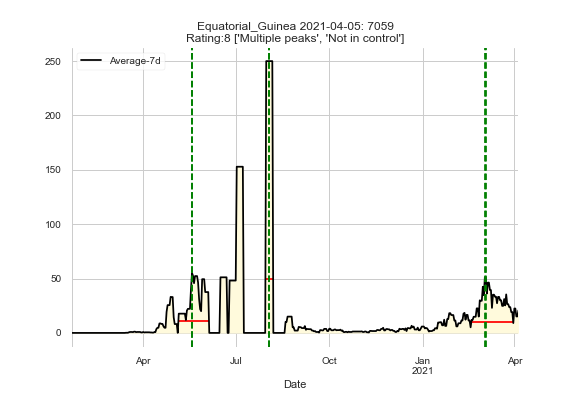 Equatorial_Guinea 2021-04-05: 7059
Rating:8 ['Multiple peaks', 'Not in control']
Average-7d
250
200
150
100
50
0
Apr
Jul
Oct
Jan
2021
Apr
Date